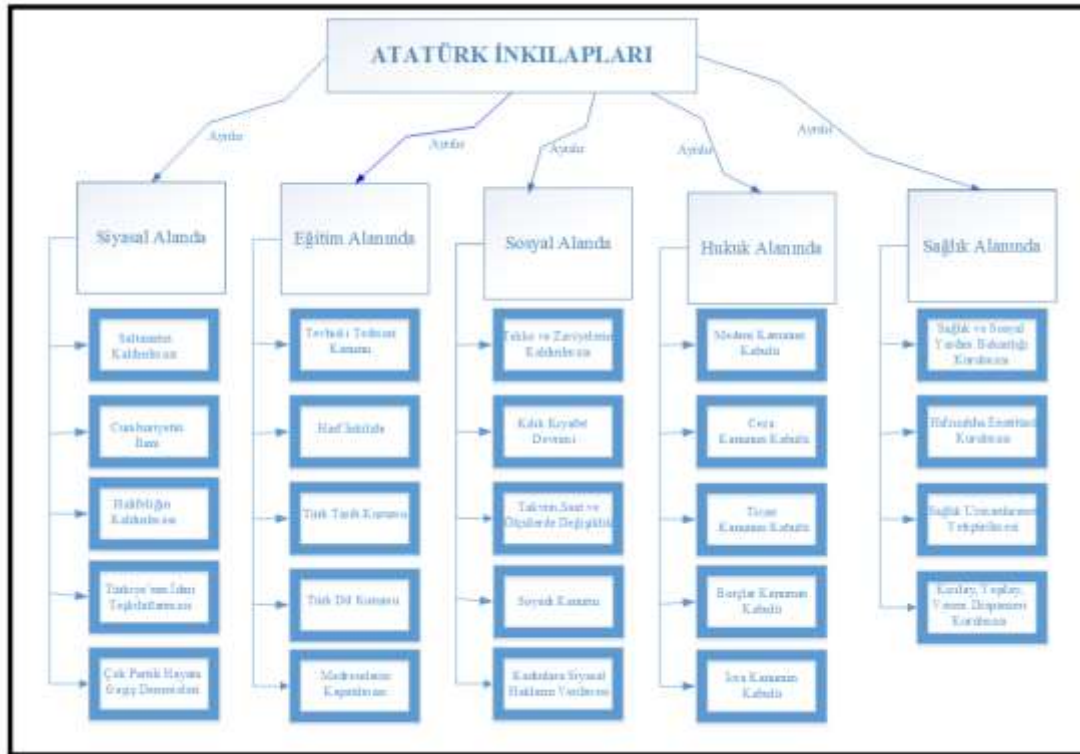 ATATÜRK İNKILAPLARI
Ayrılır
Ayrılır
Ayrılır
Ayrılır
Ayrılır
Siyasal Alanda
Saltanatın
Kaldırılması
Cumhuriyetin
İlanı
Halifeliğin
Kaldırılması
Türkiye'nin İdari
Teşkilatlanması
Çok Partili Hayata
Geçiş Denemeleri
Eğitim Alanında
Tevhid-i Tedrisat
Kanunu
Harf İnkılabı
Türk Tarih Kurumu
Türk Dil Kurumu
Medreselerin
Kapatılması
Sosyal Alanda
Tekke ve Zaviyelerin
Kaldırılması
Kılık Kıyafet
Devrimi
Takvim, Saat ve
Ölçülerde Değişiklik
Soyadı Kanunu
Kadınlara Siyasal
Hakların Verilmesi
Hukuk Alanında
Medeni Kanunun
Kabulü
Ceza
Kanunun Kabulü
Ticaret
Kanunun Kabulü
Borçlar Kanunun
Kabulü
İcra Kanunun
Kabulü
Sağlık Alanında
Sağlık ve Sosyal
Yardım Bakanlığı
Kurulması
Hıfzıssıhha Enstitüsü
Kurulması
Sağlık Uzmanlarının
Yetiştirilmesi
Kızılay, Yeşilay,
Verem Dispanseri
Kurulması